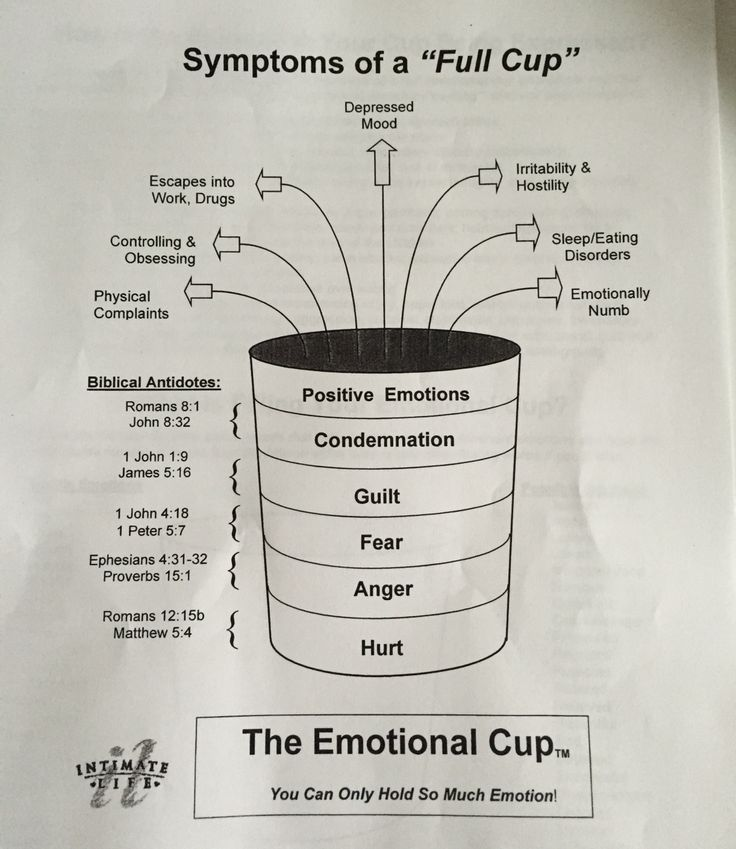 Symptoms of a “Full Cup”
Depressed
Mood
Escapes into
Work, Drugs
Irritability &
Hostility
Controlling &
Obsessing
Sleep/Eating
Disorders
Physical
Complaints
Emotionally
Numb
Biblical Antidotes:
Positive Emotions
Romans 8:1
John 8:32
Condemnation
1 John 1:9
James 5:16
Guilt
1 John 4:18
1 Peter 5:7
Fear
Ephesians 4:31-32
Proverbs 15:1
Anger
Romans 12:15b
Matthew 5:4
Hurt
il
INTIMATE
LIFE
The Emotional Cup™
You Can Only Hold So Much Emotion!